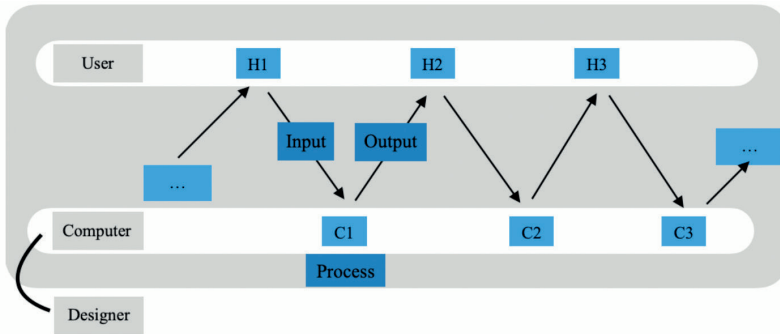 User H1 H2 H3
Input Output
… …
Computer C1 C2 C3
Process
Designer